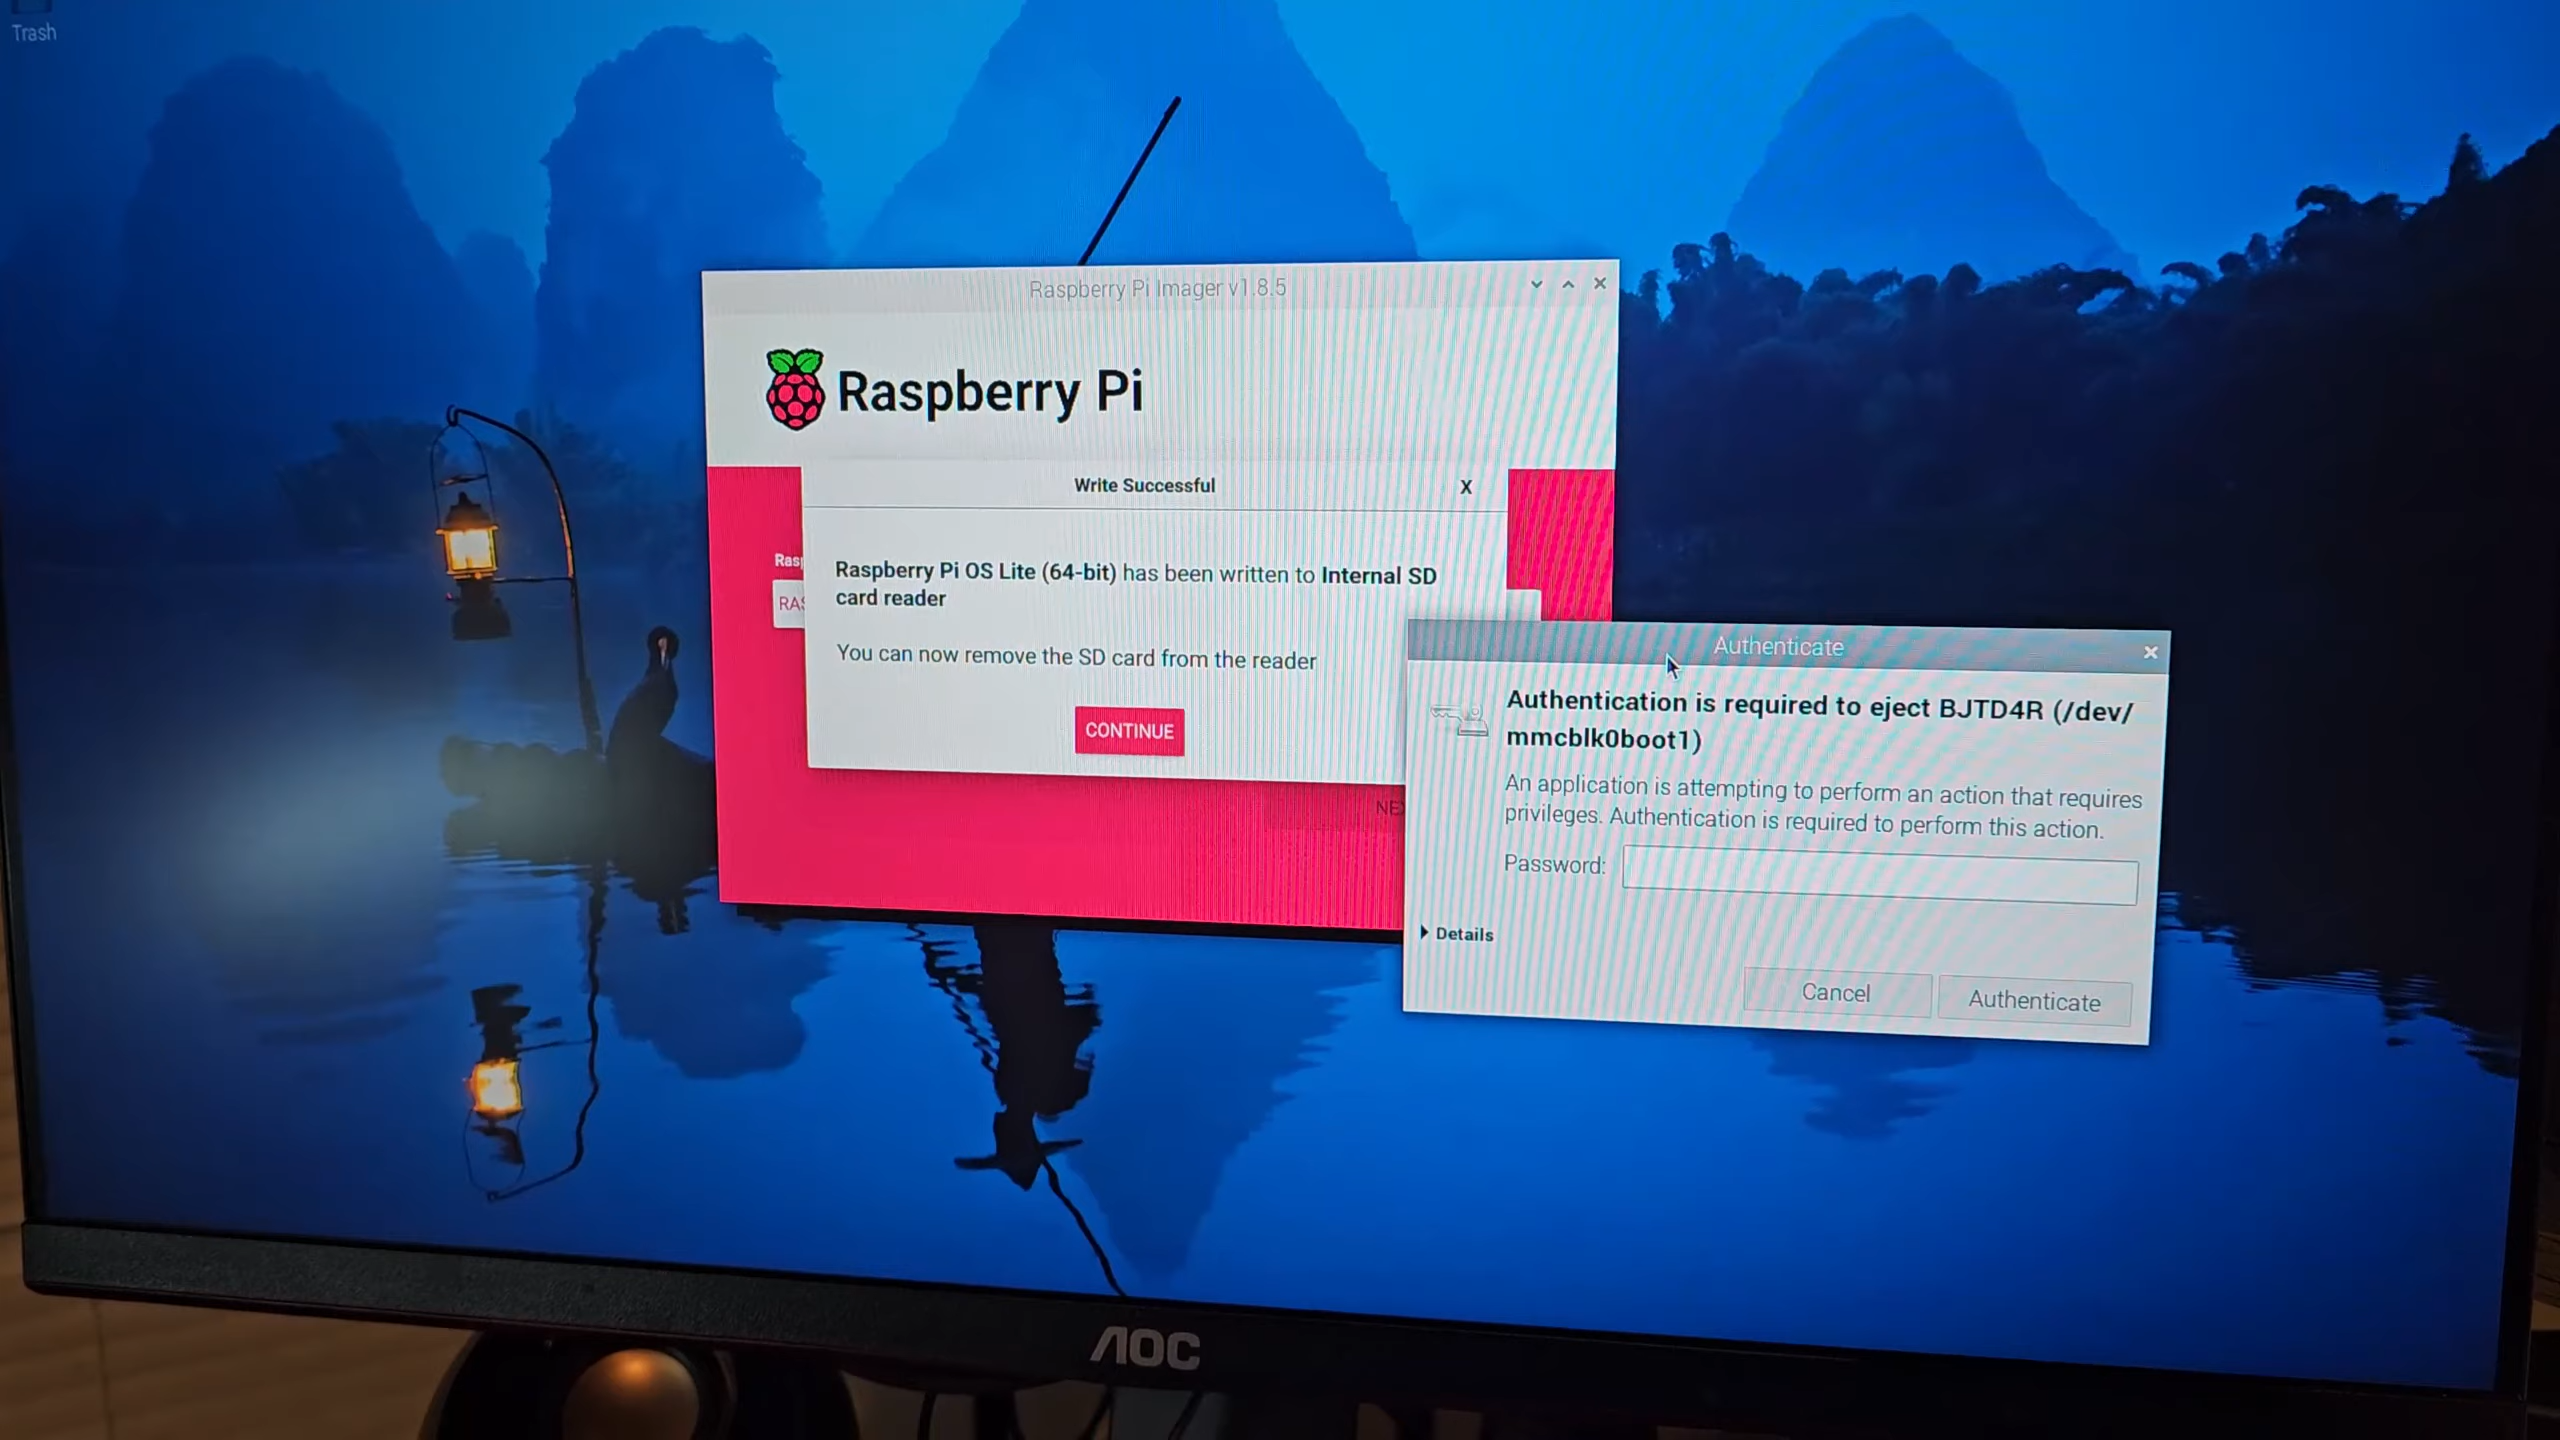 Trash
Raspberry Pi Imager v1.8.5
Raspberry Pi
Write Successful
X
Raspberry Pi OS Lite (64-bit) has been written to Internal SD
card reader
You can now remove the SD card from the reader
CONTINUE
Authenticate
Authentication is required to eject BJTD4R (/dev/
mmcblk0boot1)
An application is attempting to perform an action that requires
privileges. Authentication is required to perform this action.
Password:
Details
Cancel
Authenticate
AOC